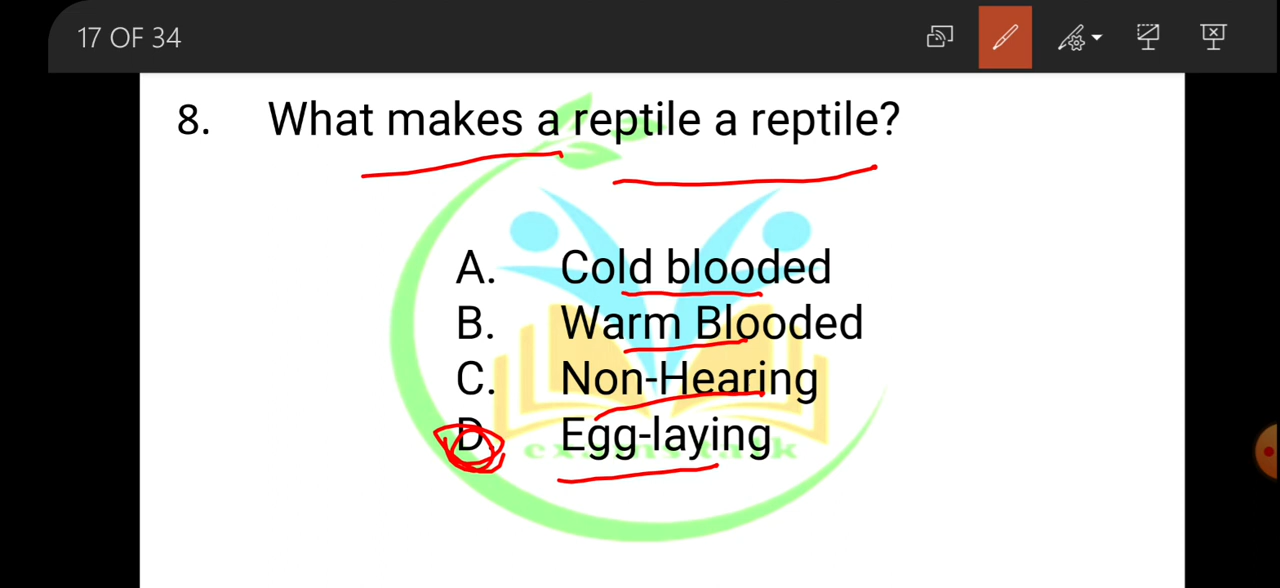 17 OF 34
8. What makes a reptile a reptile?
A. Cold blooded
B. Warm Blooded
C. Non-Hearing
D. Egg-laying